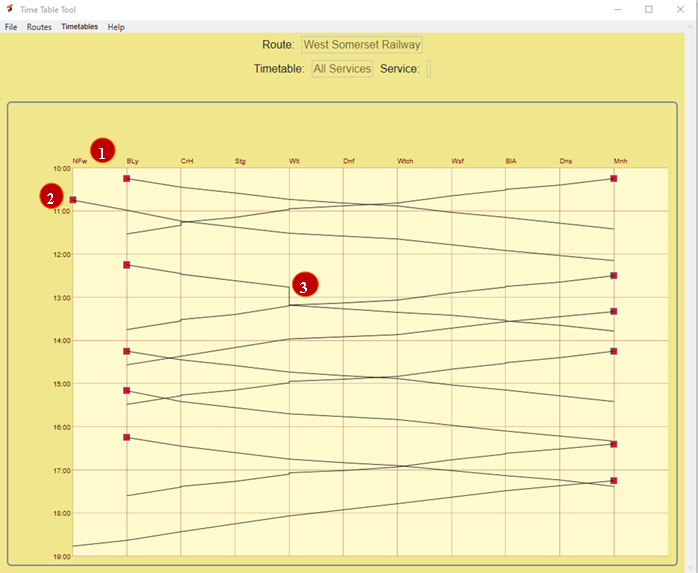 Time Table Tool
File Routes Timetables Help
Route: West Somerset Railway
Timetable: All Services Service:
1
NFw BLy CrH Stg Wlt Dnf Wtch Wsf BlA Dns Mnh
10:00
2
11:00
12:00
3
13:00
14:00
15:00
16:00
17:00
18:00
19:00